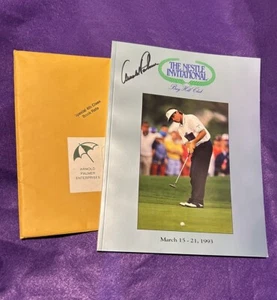 Arnold Palmer
THE NESTLE
INVITATIONAL
Bay Hill Club
March 15 - 21, 1993
ARNOLD
PALMER
ENTERPRISES